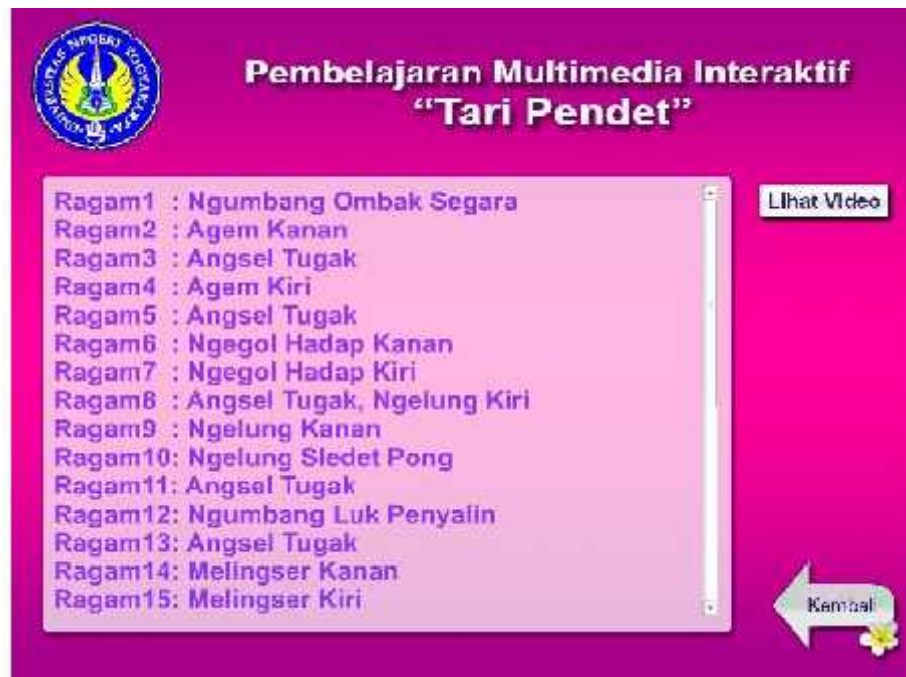 UNIVERSITAS NEGERI YOGYAKARTA
Pembelajaran Multimedia Interaktif
“Tari Pendet”
Ragam1 : Ngumbang Ombak Segara
Ragam2 : Agem Kanan
Ragam3 : Angsel Tugak
Ragam4 : Agem Kiri
Ragam5 : Angsel Tugak
Ragam6 : Ngegol Hadap Kanan
Ragam7 : Ngegol Hadap Kiri
Ragam8 : Angsel Tugak, Ngelung Kiri
Ragam9 : Ngelung Kanan
Ragam10: Ngelung Sledet Pong
Ragam11: Angsel Tugak
Ragam12: Ngumbang Luk Penyalin
Ragam13: Angsel Tugak
Ragam14: Melingser Kanan
Ragam15: Melingser Kiri
Lihat Video
Kembali